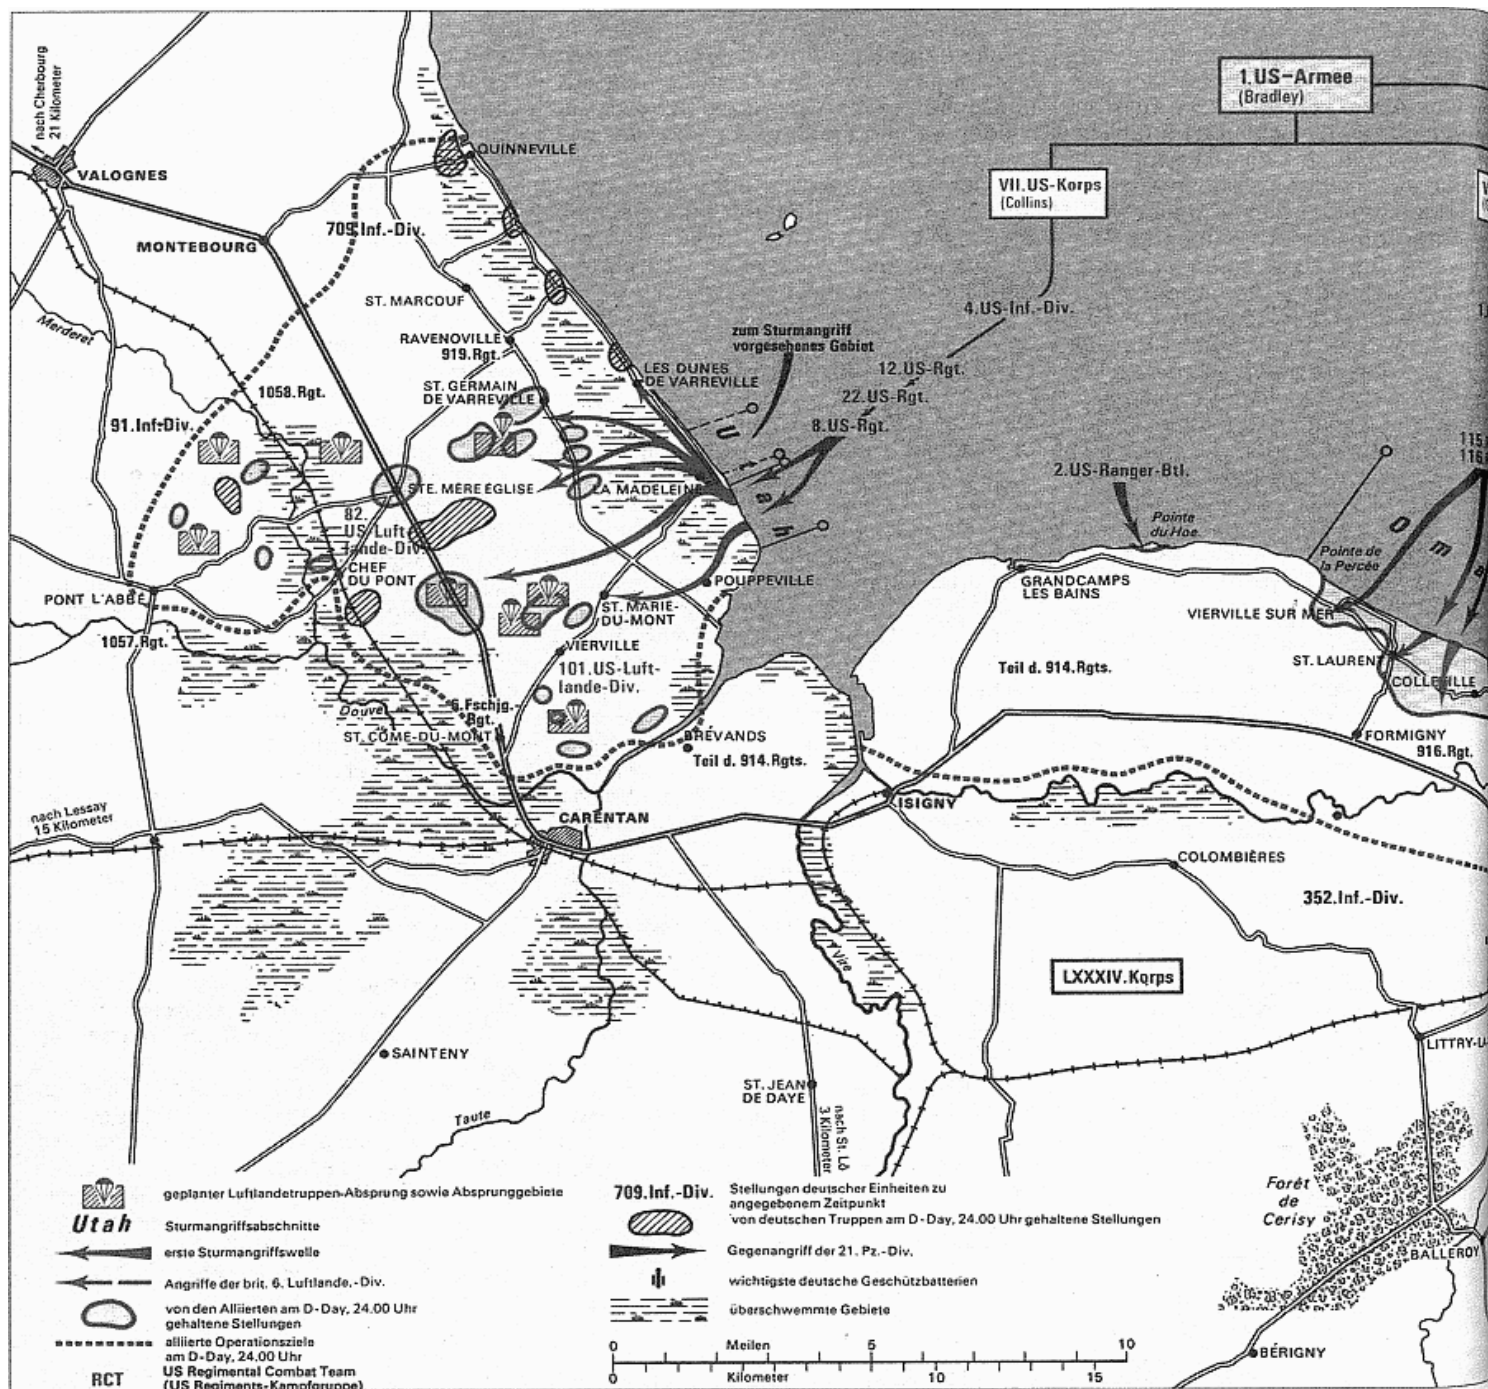 nach Cherbourg
21 Kilometer
VALOGNES
MONTEBOURG
QUINNEVILLE
709.Inf.-Div.
ST. MARCOUF
RAVENOVILLE
919.Rgt.
ST. GERMAIN
DE VARREVILLE
LES DUNES
DE VARREVILLE
zum Sturmangriff
vorgesehenes Gebiet
1.US-Armee
(Bradley)
VII.US-Korps
(Collins)
4.US-Inf.-Div.
12.US-Rgt.
22.US-Rgt.
8.US-Rgt.
2.US-Ranger-Btl.
Merderet
1058.Rgt.
91.Inf-Div.
STE. MÈRE ÉGLISE
LA MADELEINE
U t a h
82.
US-Luft-
lande-Div.
CHEF
DU PONT
PONT L'ABBÉ
1057.Rgt.
POUPPEVILLE
ST. MARIE-
DU-MONT
VIERVILLE
101.US-Luft-
lande-Div.
6.Fschjg.-
Rgt.
Douve
ST. CÔME-DU-MONT
BRÉVANDS
Teil d. 914.Rgts.
Pointe
du Hoe
GRANDCAMPS
LES BAINS
Pointe de
la Percée
O m a
115.
116.
VIERVILLE SUR MER
ST. LAURENT
COLLEVILLE
Teil d. 914.Rgts.
FORMIGNY
916.Rgt.
nach Lessay
15 Kilometer
CARENTAN
ISIGNY
COLOMBIÈRES
352.Inf.-Div.
LXXXIV.Korps
Vire
SAINTENY
Taute
ST. JEAN
DE DAYE
nach St. Lô
3 Kilometer
LITTRY-L
Forêt
de
Cerisy
BALLEROY
BÉRIGNY
geplanter Luftlandetruppen-Absprung sowie Absprunggebiete
Utah Sturmangriffsabschnitte
erste Sturmangriffswelle
Angriffe der brit. 6. Luftlande.-Div.
von den Alliierten am D-Day, 24.00 Uhr
gehaltene Stellungen
alliierte Operationsziele
am D-Day, 24.00 Uhr
RCT US Regimental Combat Team
(US Regiments-Kampfgruppe)
709.Inf.-Div. Stellungen deutscher Einheiten zu
angegebenem Zeitpunkt
von deutschen Truppen am D-Day, 24.00 Uhr gehaltene Stellungen
Gegenangriff der 21. Pz.-Div.
wichtigste deutsche Geschützbatterien
überschwemmte Gebiete
0 Meilen 5 10
0 Kilometer 10 15